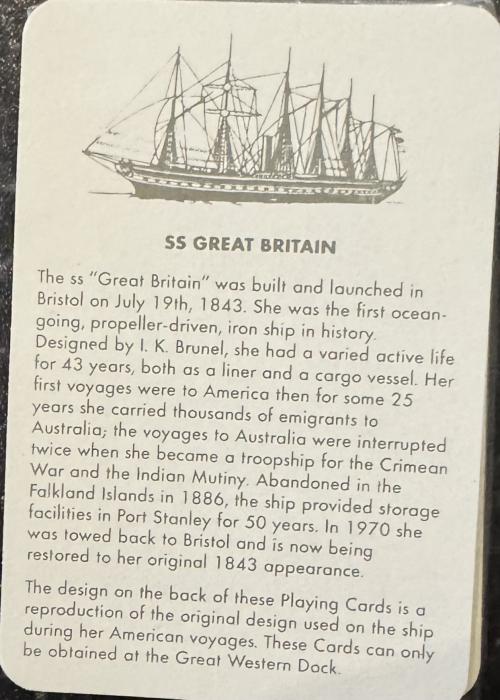 SS GREAT BRITAIN
The ss "Great Britain" was built and launched in
Bristol on July 19th, 1843. She was the first ocean-
going, propeller-driven, iron ship in history.
Designed by I. K. Brunel, she had a varied active life
for 43 years, both as a liner and a cargo vessel. Her
first voyages were to America then for some 25
years she carried thousands of emigrants to
Australia; the voyages to Australia were interrupted
twice when she became a troopship for the Crimean
War and the Indian Mutiny. Abandoned in the
Falkland Islands in 1886, the ship provided storage
facilities in Port Stanley for 50 years. In 1970 she
was towed back to Bristol and is now being
restored to her original 1843 appearance.
The design on the back of these Playing Cards is a
reproduction of the original design used on the ship
during her American voyages. These Cards can only
be obtained at the Great Western Dock.